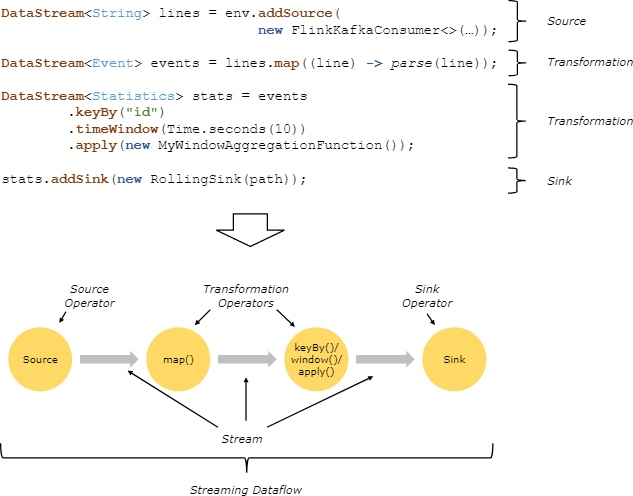 DataStream<String> lines = env.addSource(
new FlinkKafkaConsumer<>(…));
Source
DataStream<Event> events = lines.map((line) -> parse(line));
Transformation
DataStream<Statistics> stats = events
.keyBy("id")
.timeWindow(Time.seconds(10))
.apply(new MyWindowAggregationFunction());
Transformation
stats.addSink(new RollingSink(path));
Sink
Source
Operator
Transformation
Operators
Sink
Operator
Source
map()
keyBy()/
window()/
apply()
Sink
Stream
Streaming Dataflow